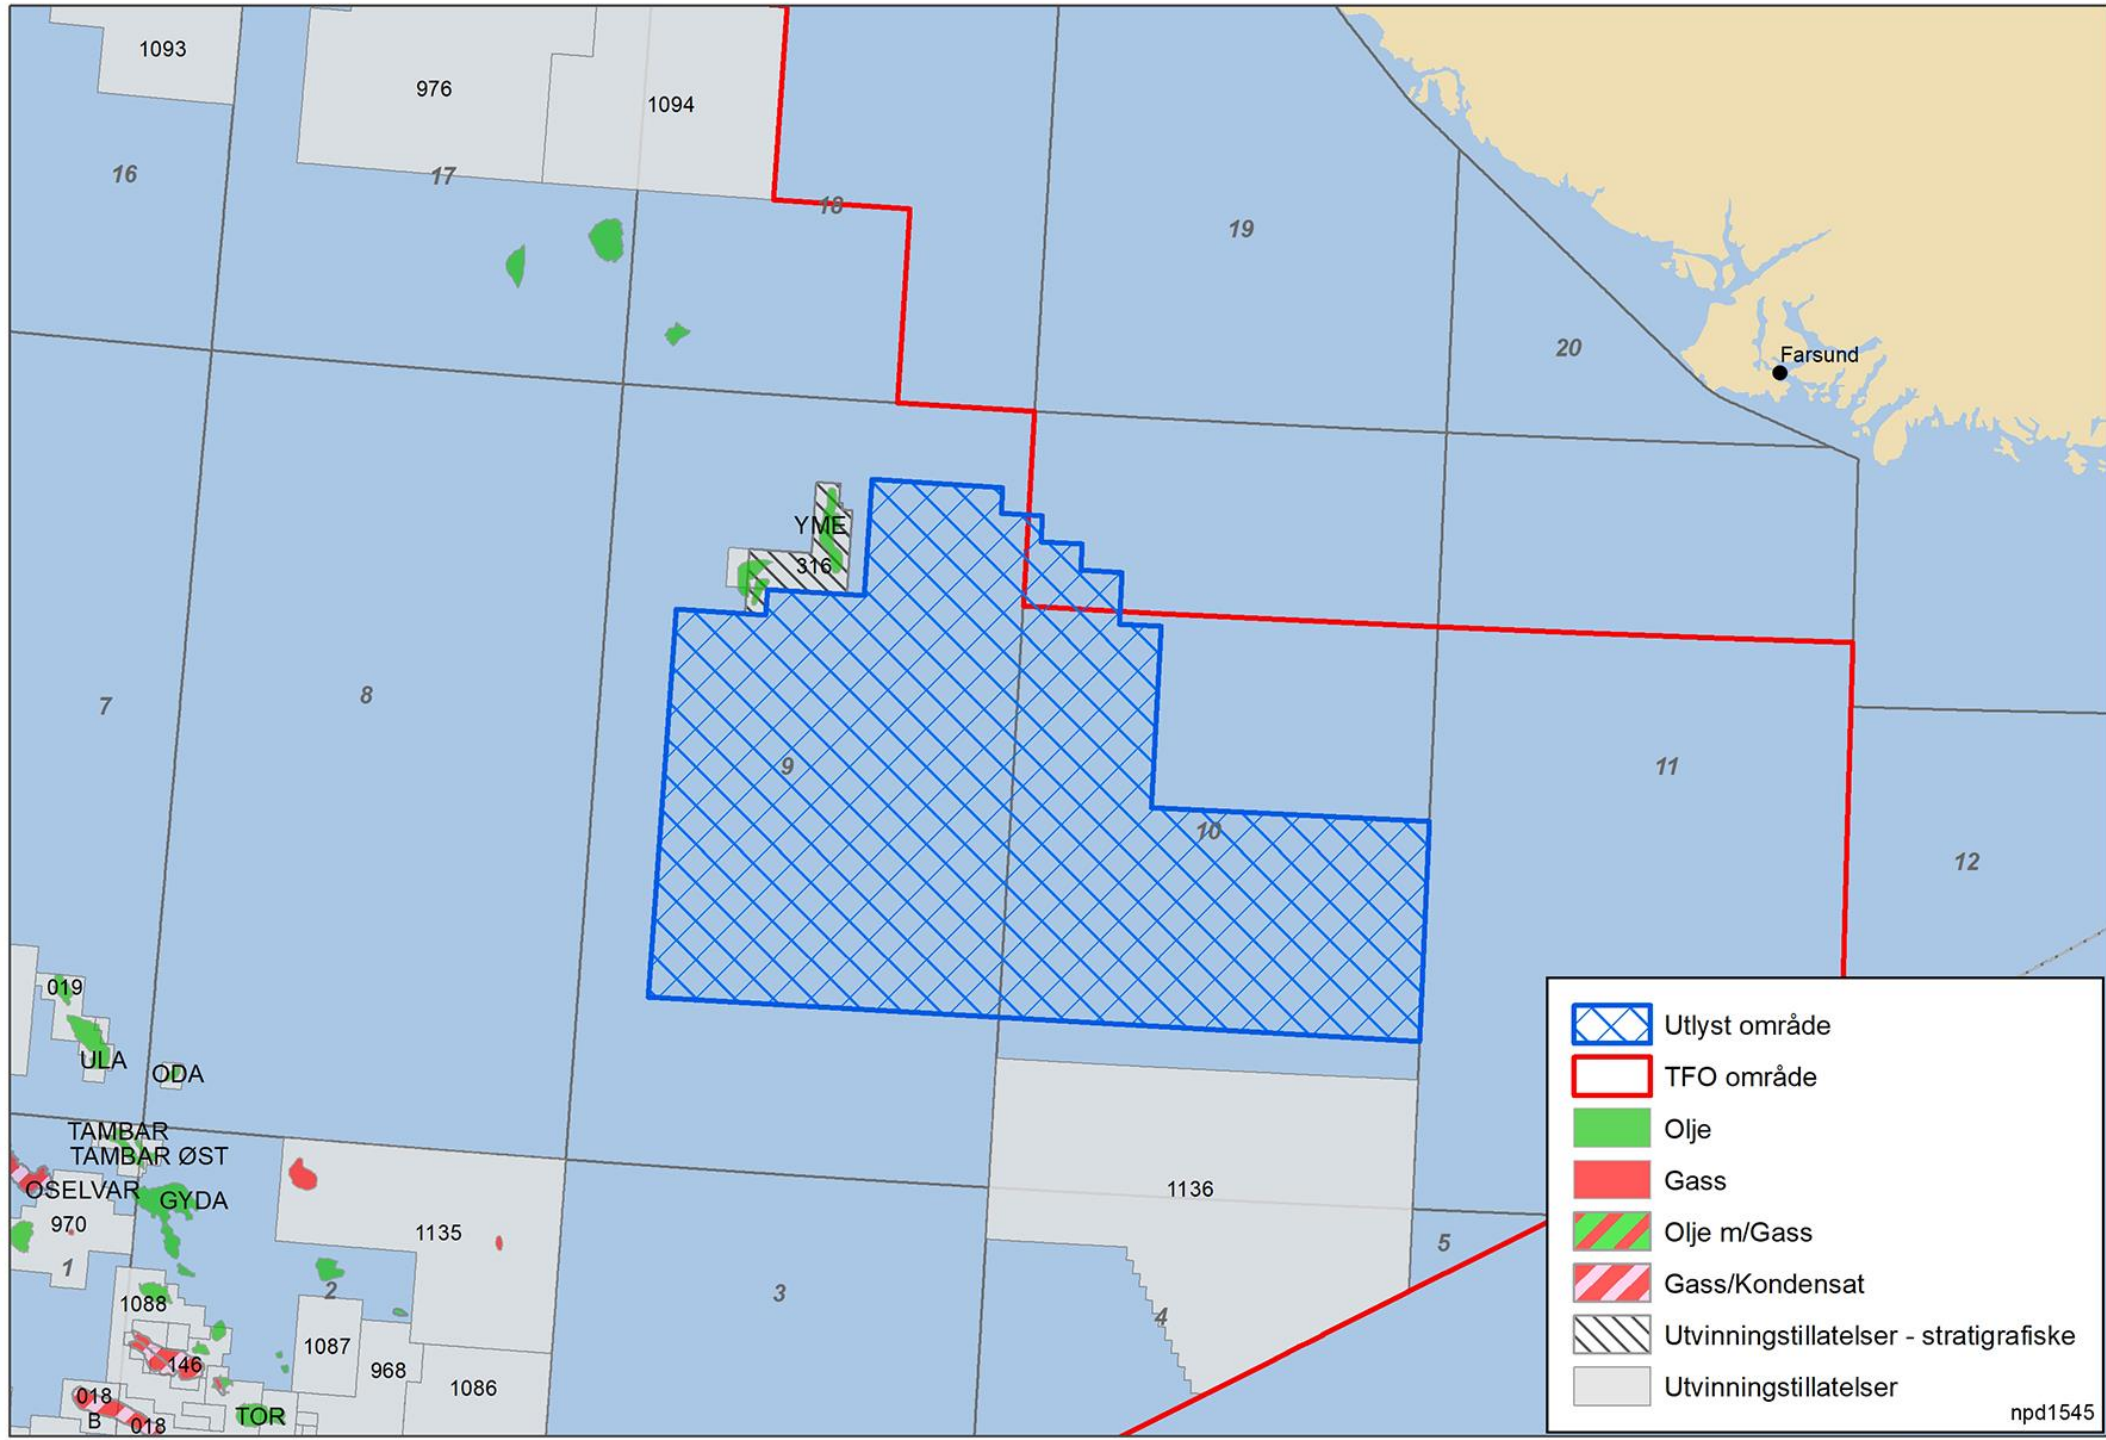 1093
976
1094
16
17
18
19
20
Farsund
YME
316
7
8
9
10
11
12
019
ULA
ODA
TAMBAR
TAMBAR ØST
OSELVAR
GYDA
970
1135
1136
1
2
3
4
5
1088
1087
146
968
1086
018
B
018
TOR
Utlyst område
TFO område
Olje
Gass
Olje m/Gass
Gass/Kondensat
Utvinningstillatelser - stratigrafiske
Utvinningstillatelser
npd1545